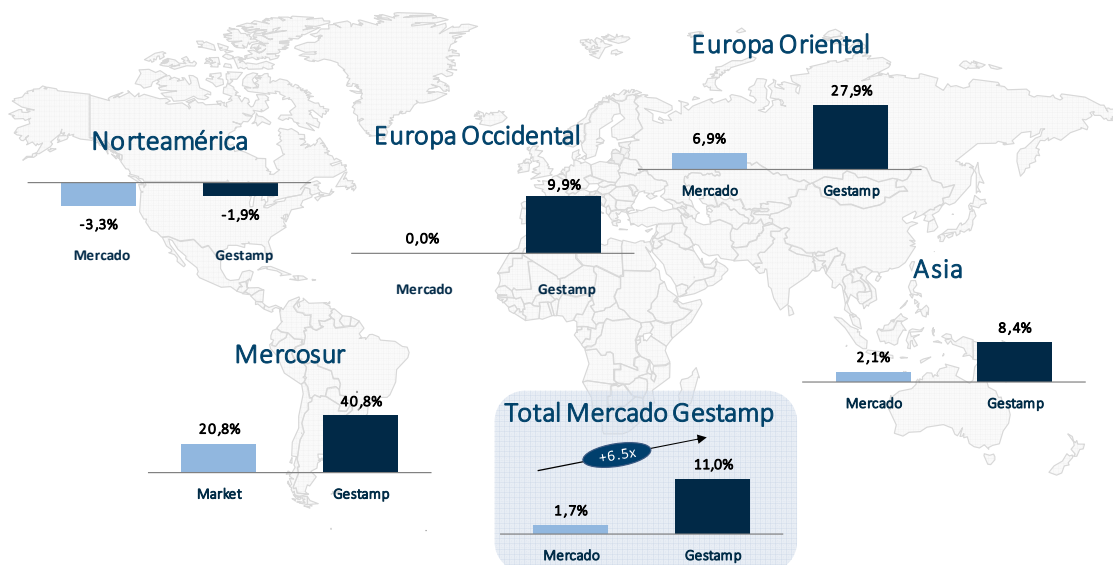 Europa Oriental
27,9%
6,9%
Mercado
Gestamp
Norteamérica
-3,3%
-1,9%
Mercado
Gestamp
Europa Occidental
9,9%
0,0%
Mercado
Gestamp
Asia
8,4%
2,1%
Mercado
Gestamp
Mercosur
40,8%
20,8%
Market
Gestamp
Total Mercado Gestamp
+6.5x
11,0%
1,7%
Mercado
Gestamp